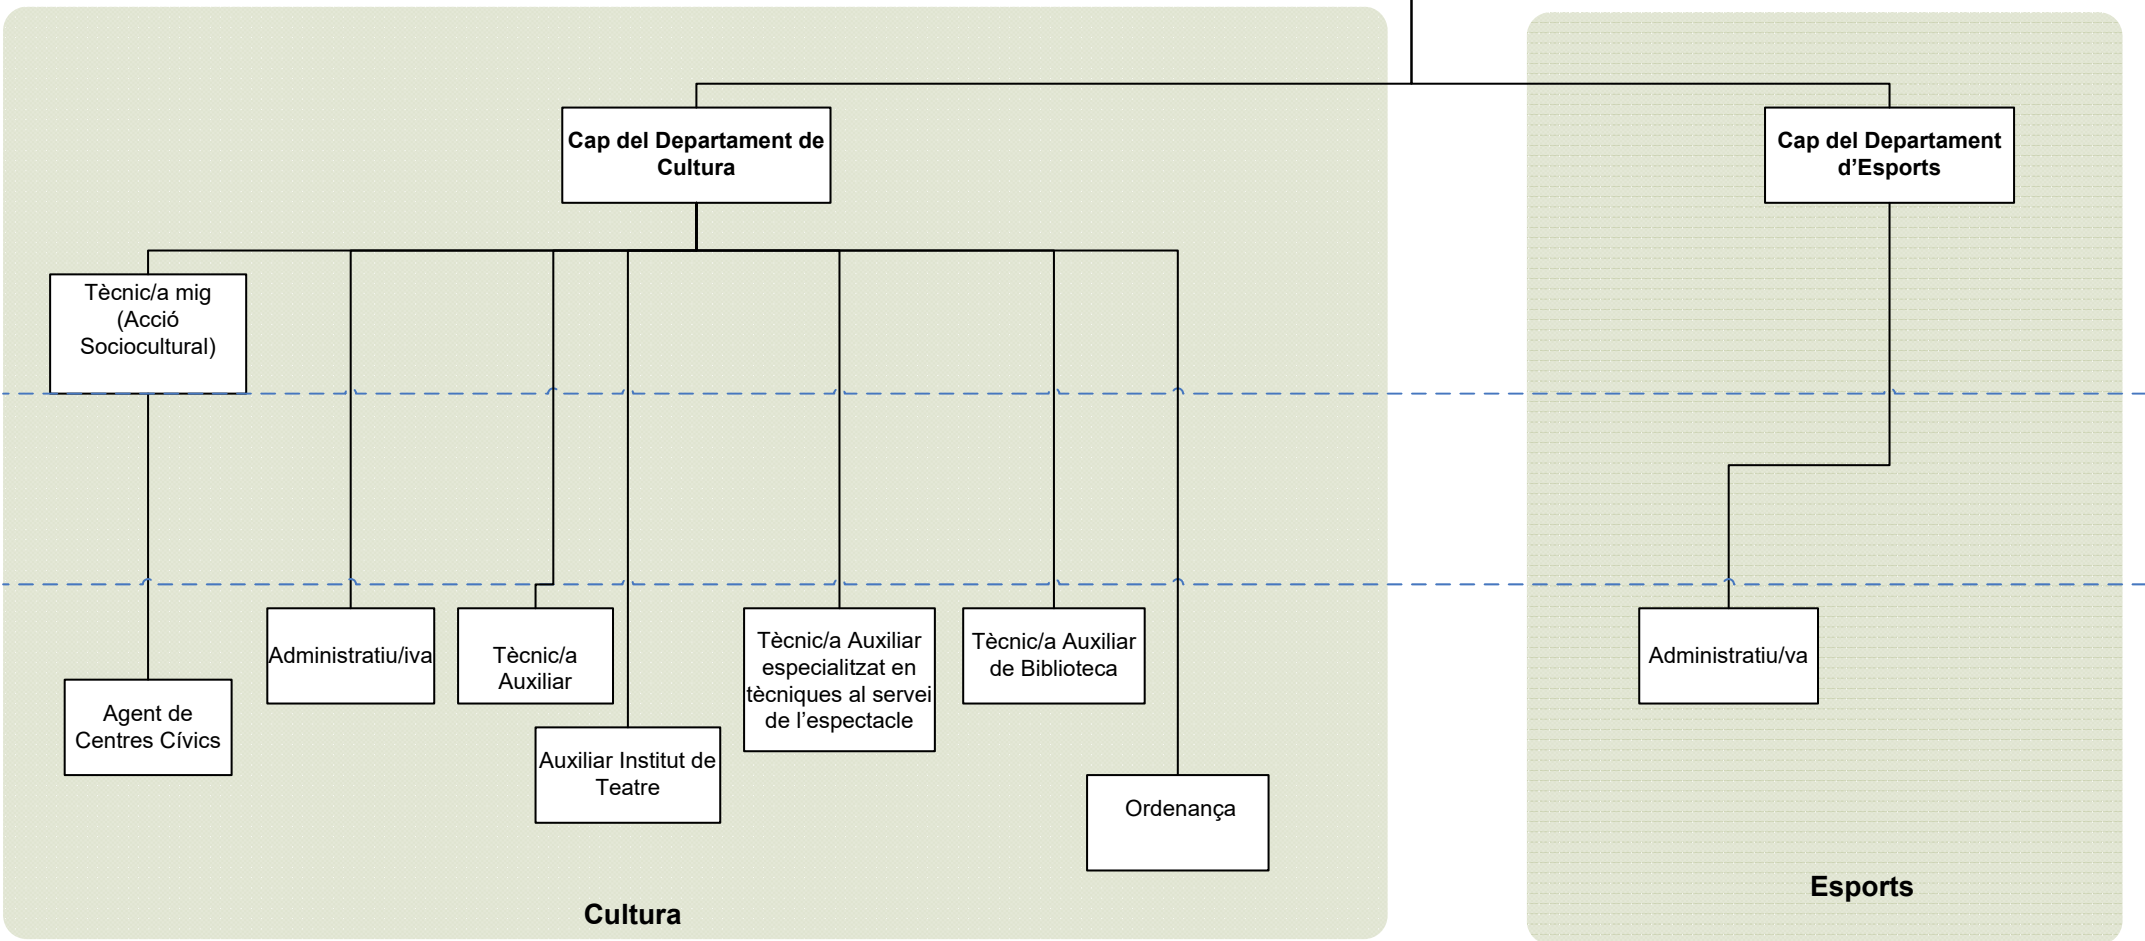 Cap del Departament de
Cultura
Cap del Departament
d’Esports
Tècnic/a mig
(Acció
Sociocultural)
Administratiu/iva
Tècnic/a
Auxiliar
Tècnic/a Auxiliar
especialitzat en
tècniques al servei
de l’espectacle
Tècnic/a Auxiliar
de Biblioteca
Administratiu/va
Agent de
Centres Cívics
Auxiliar Institut de
Teatre
Ordenança
Cultura
Esports